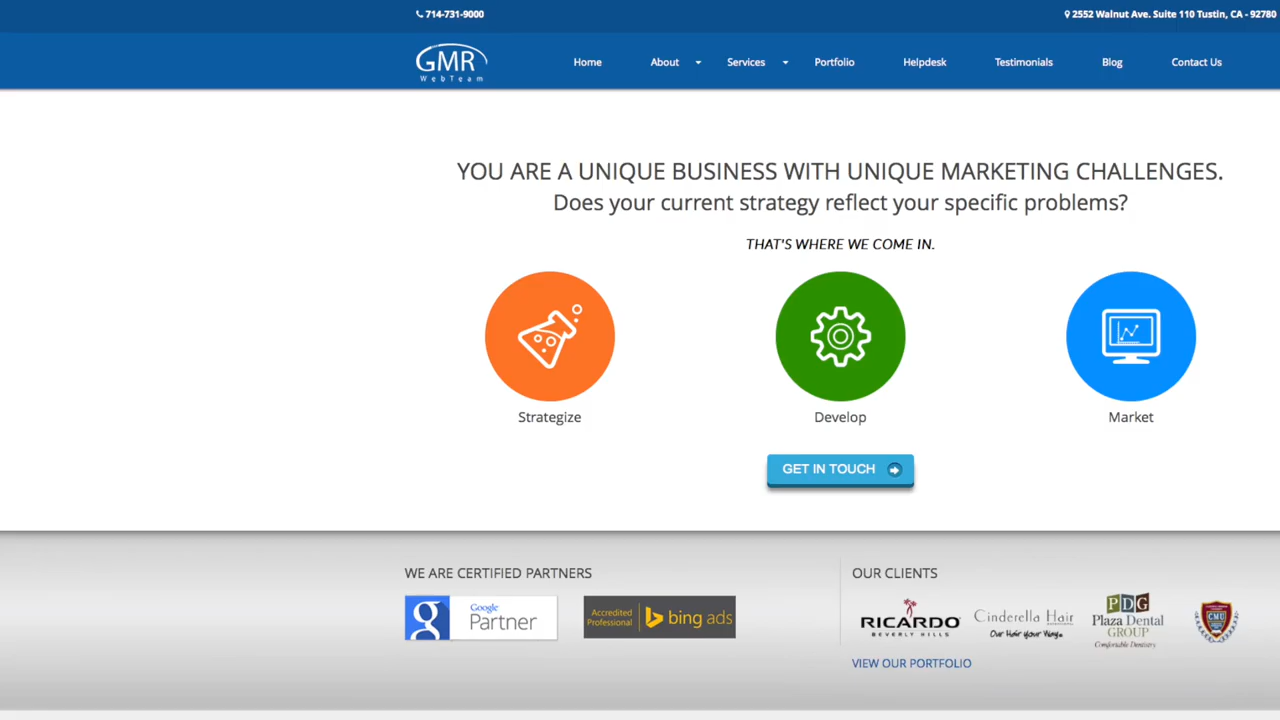 714-731-9000
2552 Walnut Ave. Suite 110 Tustin, CA - 92780
GMR
WebTeam
Home About Services Portfolio Helpdesk Testimonials Blog Contact Us
YOU ARE A UNIQUE BUSINESS WITH UNIQUE MARKETING CHALLENGES.
Does your current strategy reflect your specific problems?
THAT'S WHERE WE COME IN.
Strategize
Develop
Market
GET IN TOUCH
WE ARE CERTIFIED PARTNERS
g
Google
Partner
Accredited
Professional
bing ads
OUR CLIENTS
RICARDO
BEVERLY HILLS
Cinderella Hair
Our Hair Your Way.
PDG
Plaza Dental
GROUP
Comfortable Dentistry
CMU
VIEW OUR PORTFOLIO